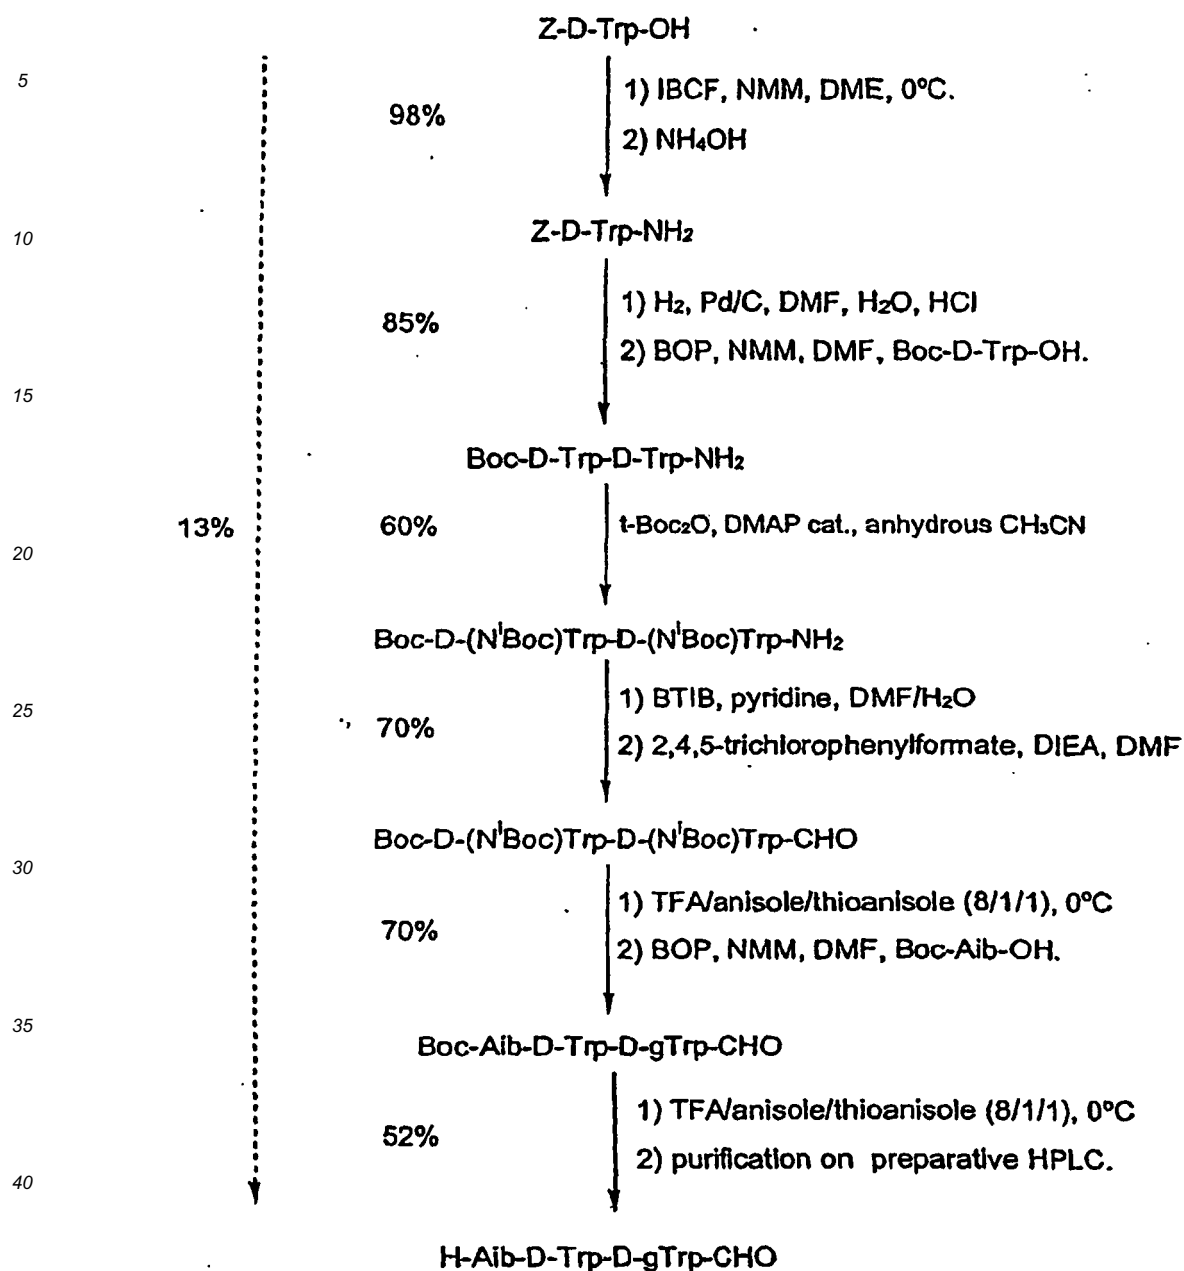 Z-D-Trp-OH
5
1) IBCF, NMM, DME, 0ºC.
98%
2) NH₄OH
10
Z-D-Trp-NH₂
1) H₂, Pd/C, DMF, H₂O, HCl
85%
2) BOP, NMM, DMF, Boc-D-Trp-OH.
15
Boc-D-Trp-D-Trp-NH₂
13%
60%
t-Boc₂O, DMAP cat., anhydrous CH₃CN
20
Boc-D-(NⁱBoc)Trp-D-(NⁱBoc)Trp-NH₂
1) BTIB, pyridine, DMF/H₂O
25
70%
2) 2,4,5-trichlorophenylformate, DIEA, DMF
Boc-D-(NⁱBoc)Trp-D-(NⁱBoc)Trp-CHO
30
1) TFA/anisole/thioanisole (8/1/1), 0ºC
70%
2) BOP, NMM, DMF, Boc-Aib-OH.
35
Boc-Aib-D-Trp-D-gTrp-CHO
1) TFA/anisole/thioanisole (8/1/1), 0ºC
52%
2) purification on preparative HPLC.
40
H-Aib-D-Trp-D-gTrp-CHO